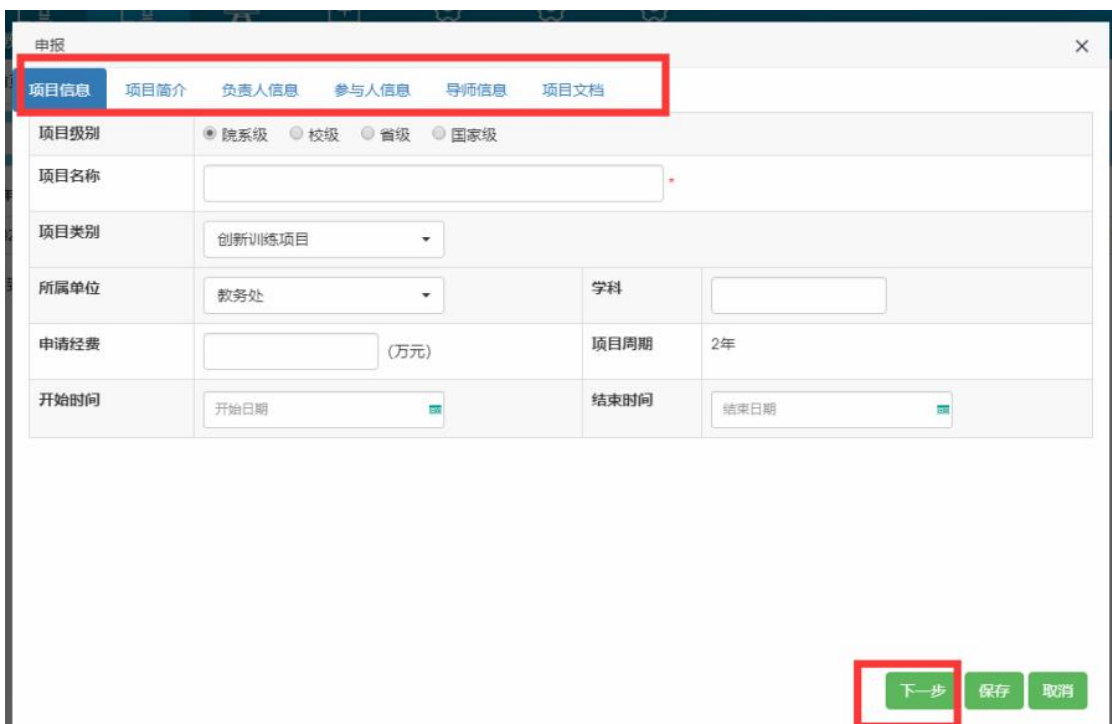 申报
项目信息 项目简介 负责人信息 参与人信息 导师信息 项目文档
项目级别 院系级 校级 省级 国家级
项目名称 *
项目类别 创新训练项目
所属单位 教务处 学科
申请经费 (万元) 项目周期 2年
开始时间 开始日期 结束时间 结束日期
下一步 保存 取消